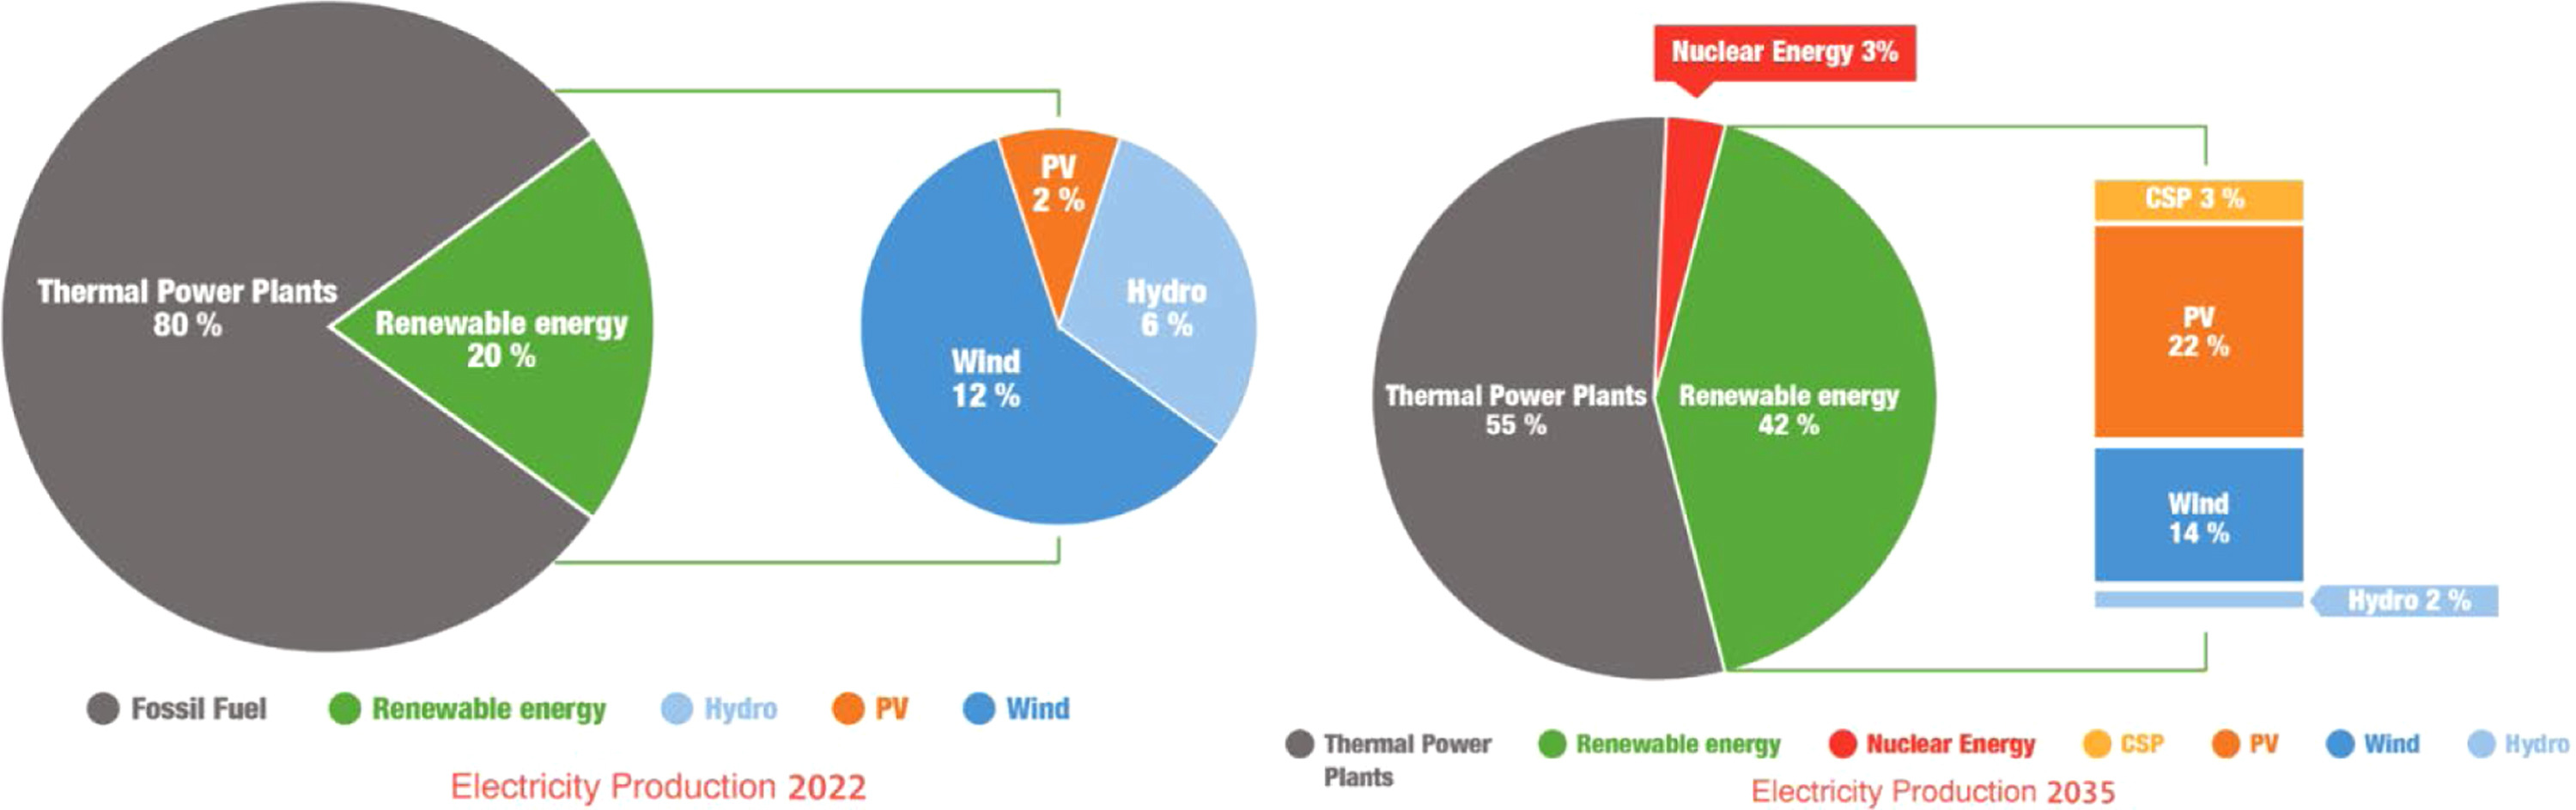 Thermal Power Plants
80 %
Renewable energy
20 %
PV
2 %
Hydro
6 %
Wind
12 %
Fossil Fuel
Renewable energy
Hydro
PV
Wind
Electricity Production 2022
Nuclear Energy 3%
Thermal Power Plants
55 %
Renewable energy
42 %
CSP 3 %
PV
22 %
Wind
14 %
Hydro 2 %
Thermal Power
Plants
Renewable energy
Nuclear Energy
CSP
PV
Wind
Hydro
Electricity Production 2035